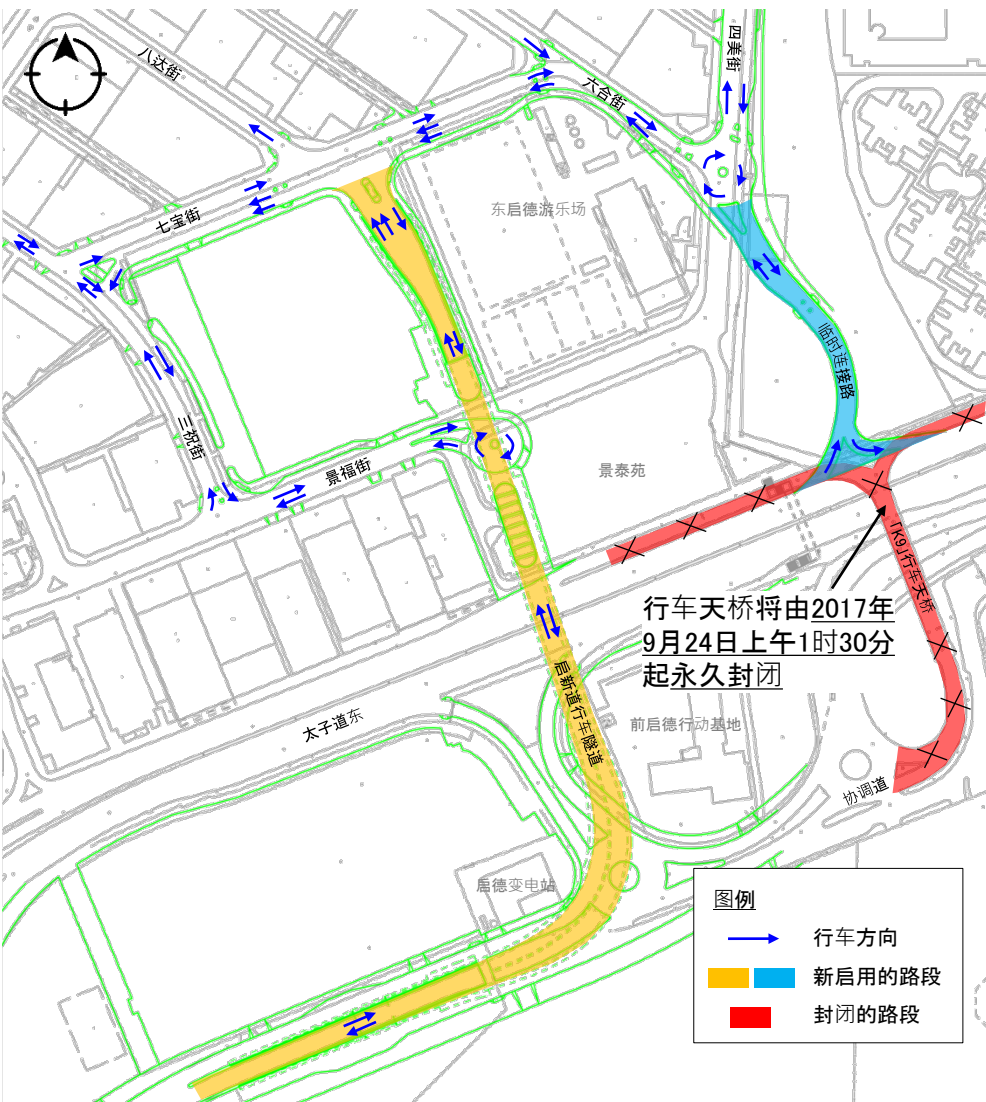 八达街
四美街
六合街
东启德游乐场
七宝街
临时连接路
三祝街
景福街
景泰苑
「K9」行车天桥
行车天桥将由2017年
9月24日上午1时30分
起永久封闭
启新道行车隧道
太子道东
前启德行动基地
协调道
启德变电站
图例
行车方向
新启用的路段
封闭的路段